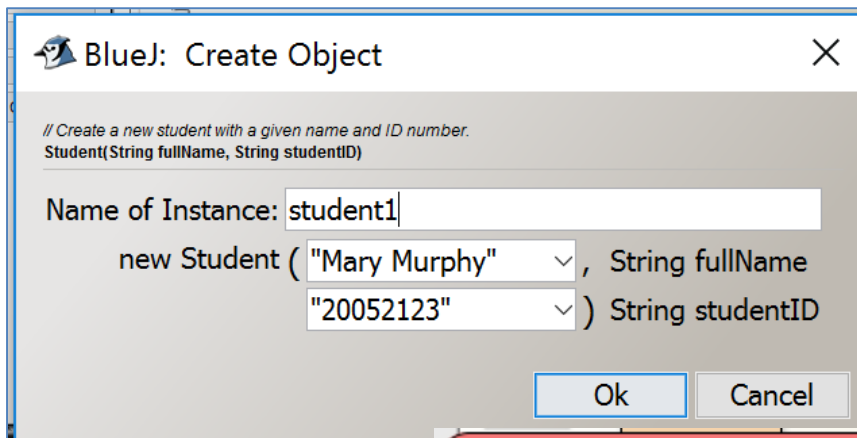 BlueJ: Create Object
// Create a new student with a given name and ID number.
Student(String fullName, String studentID)
Name of Instance: student1
new Student ( "Mary Murphy" , String fullName
"20052123" ) String studentID
Ok Cancel